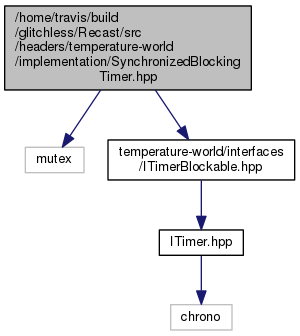 /home/travis/build
/glitchless/Recast/src
/headers/temperature-world
/implementation/SynchronizedBlocking
Timer.hpp
mutex
temperature-world/interfaces
/ITimerBlockable.hpp
ITimer.hpp
chrono